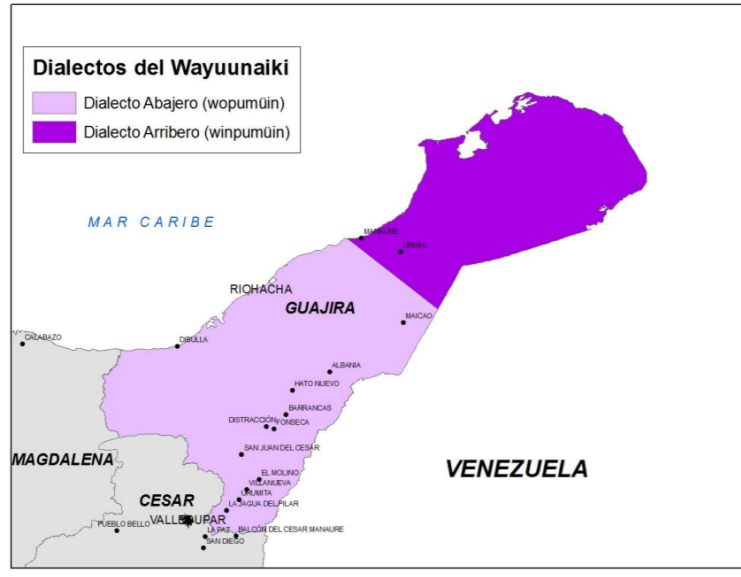 Dialectos del Wayuunaiki
Dialecto Abajero (wopumüin)
Dialecto Arribero (winpumüin)
MAR CARIBE
MANAURE
URIBIA
RIOHACHA
GUAJIRA
MAICAO
CALABAZO
DIBULLA
ALBANIA
HATO NUEVO
BARRANCAS
DISTRACCIÓN
FONSECA
SAN JUAN DEL CESAR
MAGDALENA
VENEZUELA
EL MOLINO
VILLANUEVA
CESAR
URUMITA
LA JAGUA DEL PILAR
VALLEDUPAR
PUEBLO BELLO
LA PAZ
BALCÓN DEL CESAR MANAURE
SAN DIEGO